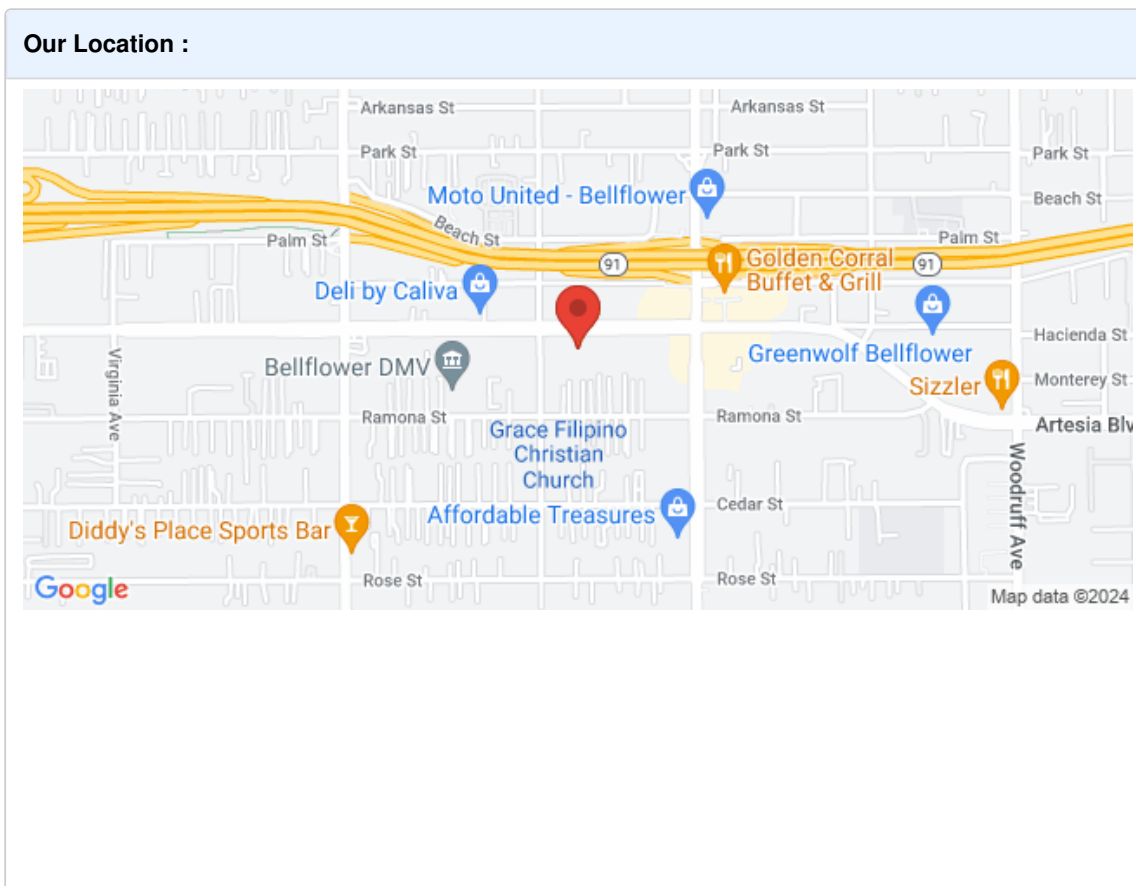 Our Location :
Arkansas St
Arkansas St
Park St
Park St
Park St
Moto United - Bellflower
Beach St
Beach St
Palm St
Palm St
91
91
Golden Corral
Buffet & Grill
Deli by Caliva
Hacienda St
Greenwolf Bellflower
Virginia Ave
Bellflower DMV
Sizzler
Monterey St
Ramona St
Ramona St
Artesia Blv
Grace Filipino
Christian
Church
Woodruff Ave
Cedar St
Affordable Treasures
Diddy's Place Sports Bar
Rose St
Rose St
Google
Map data ©2024